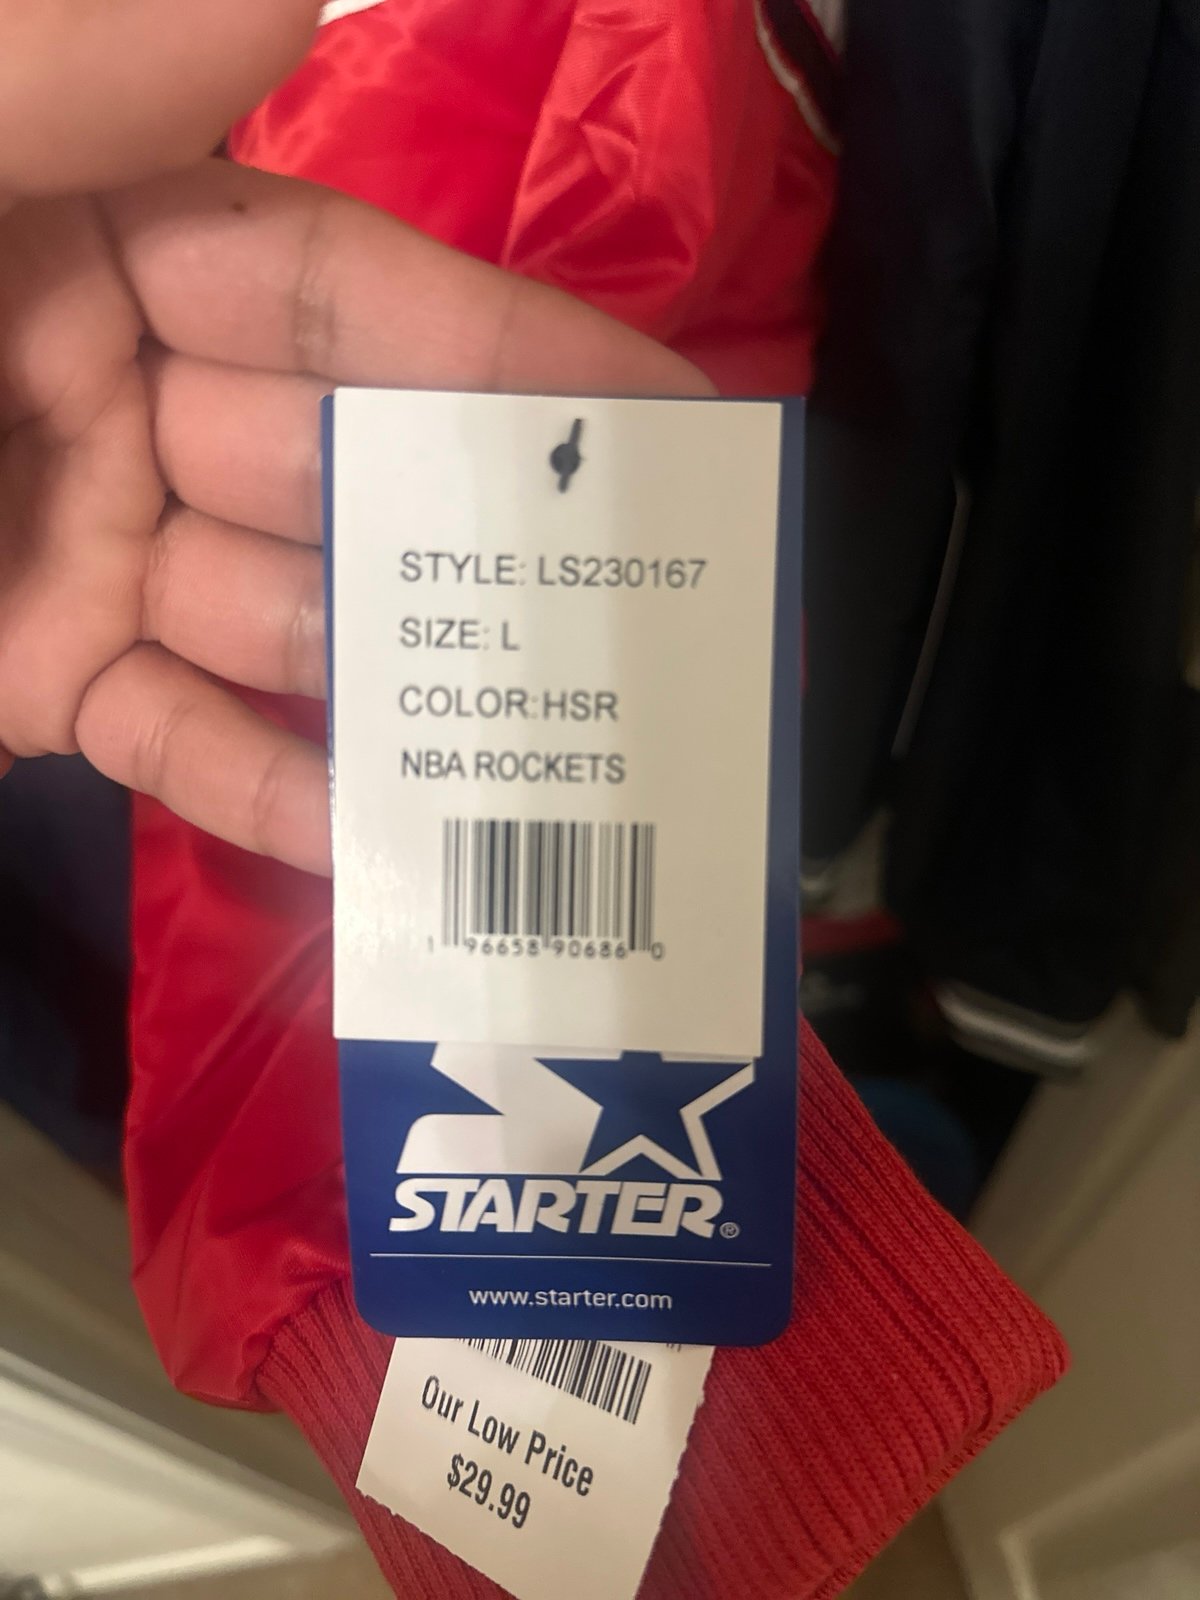 STYLE: LS230167
SIZE: L
COLOR:HSR
NBA ROCKETS
1 96658 90686 0
STARTER®
www.starter.com
Our Low Price
$29.99